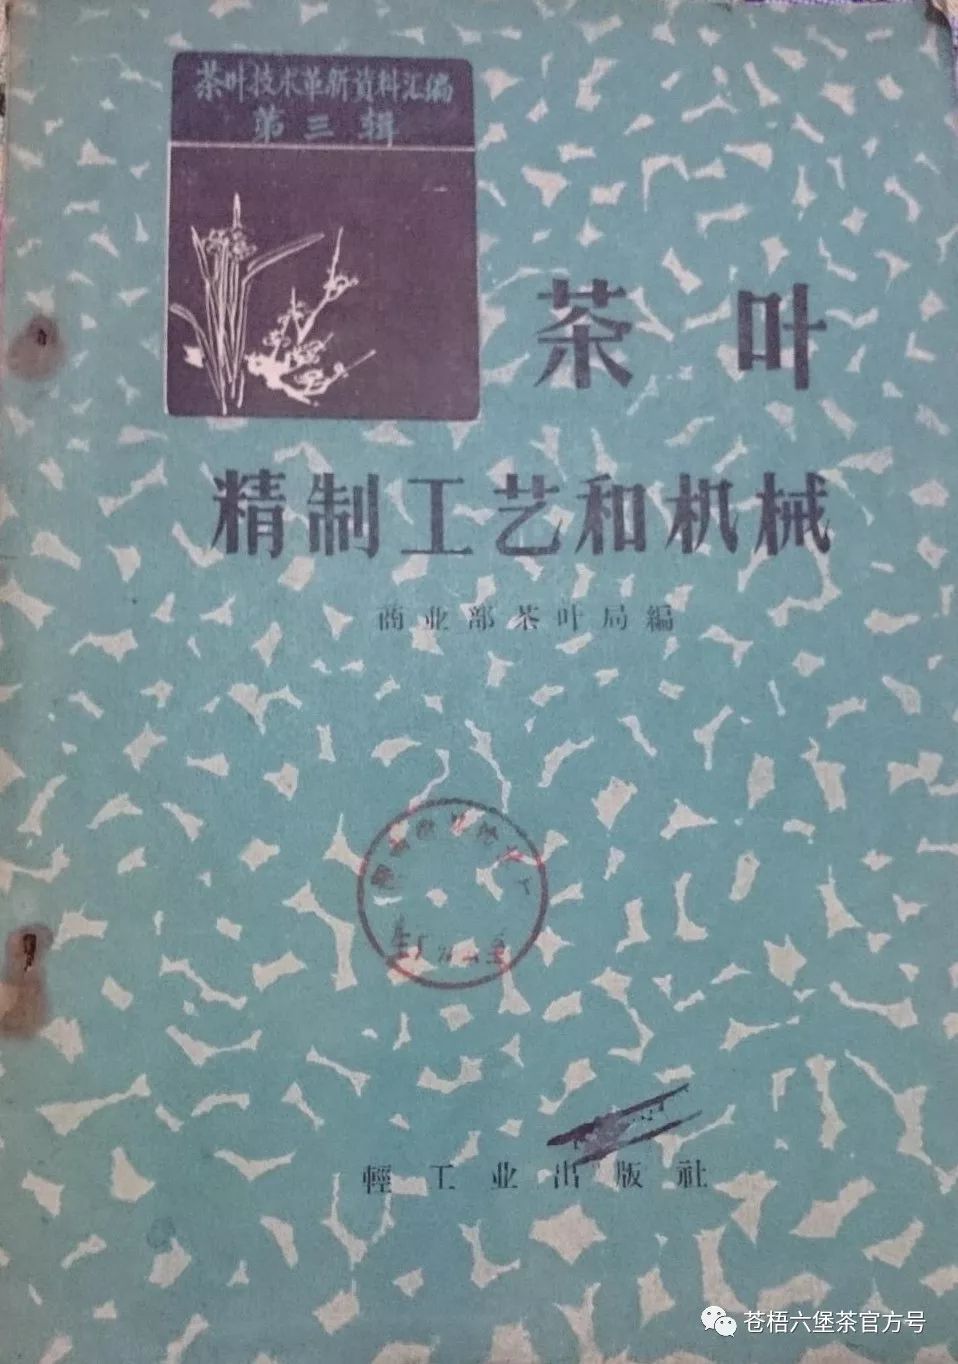 茶叶技术革新資料汇编
第三辑
茶叶
精制工艺和机械
商业部茶叶局編
輕工业出版社
苍梧六堡茶官方号